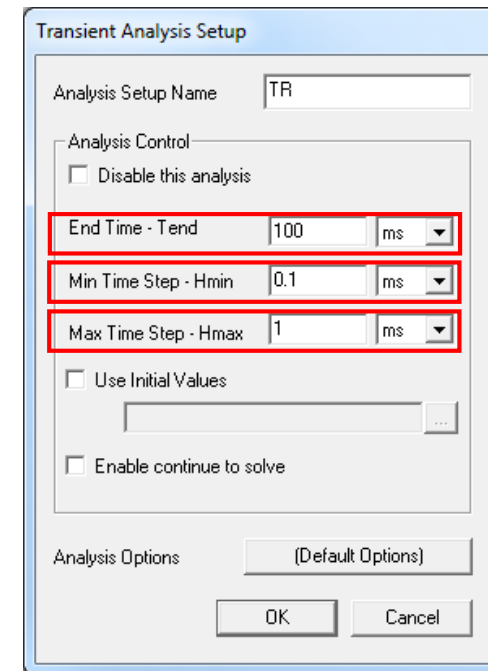 Transient Analysis Setup
Analysis Setup Name TR
Analysis Control
Disable this analysis
End Time - Tend 100 ms
Min Time Step - Hmin 0.1 ms
Max Time Step - Hmax 1 ms
Use Initial Values
...
Enable continue to solve
Analysis Options (Default Options)
OK Cancel